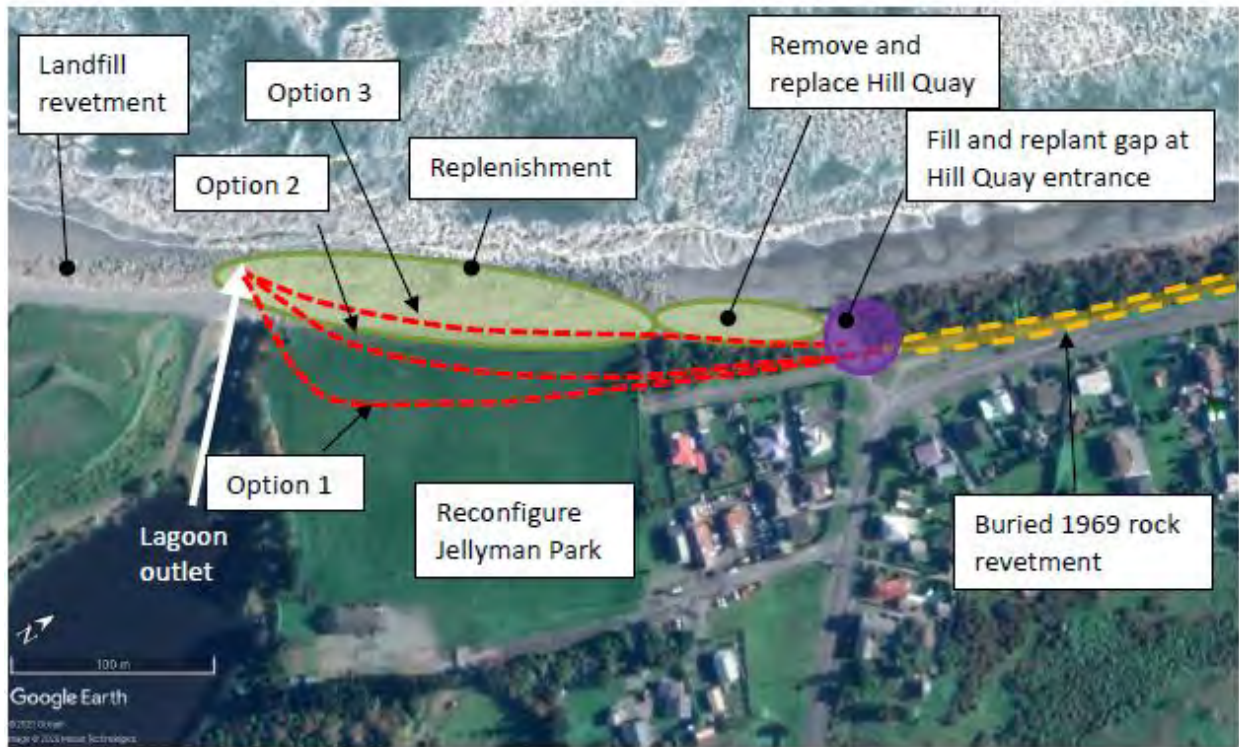 Landfill
revetment
Option 3
Option 2
Replenishment
Remove and
replace Hill Quay
Fill and replant gap at
Hill Quay entrance
Option 1
Lagoon
outlet
Reconfigure
Jellyman Park
Buried 1969 rock
revetment
N
100 m
Google Earth